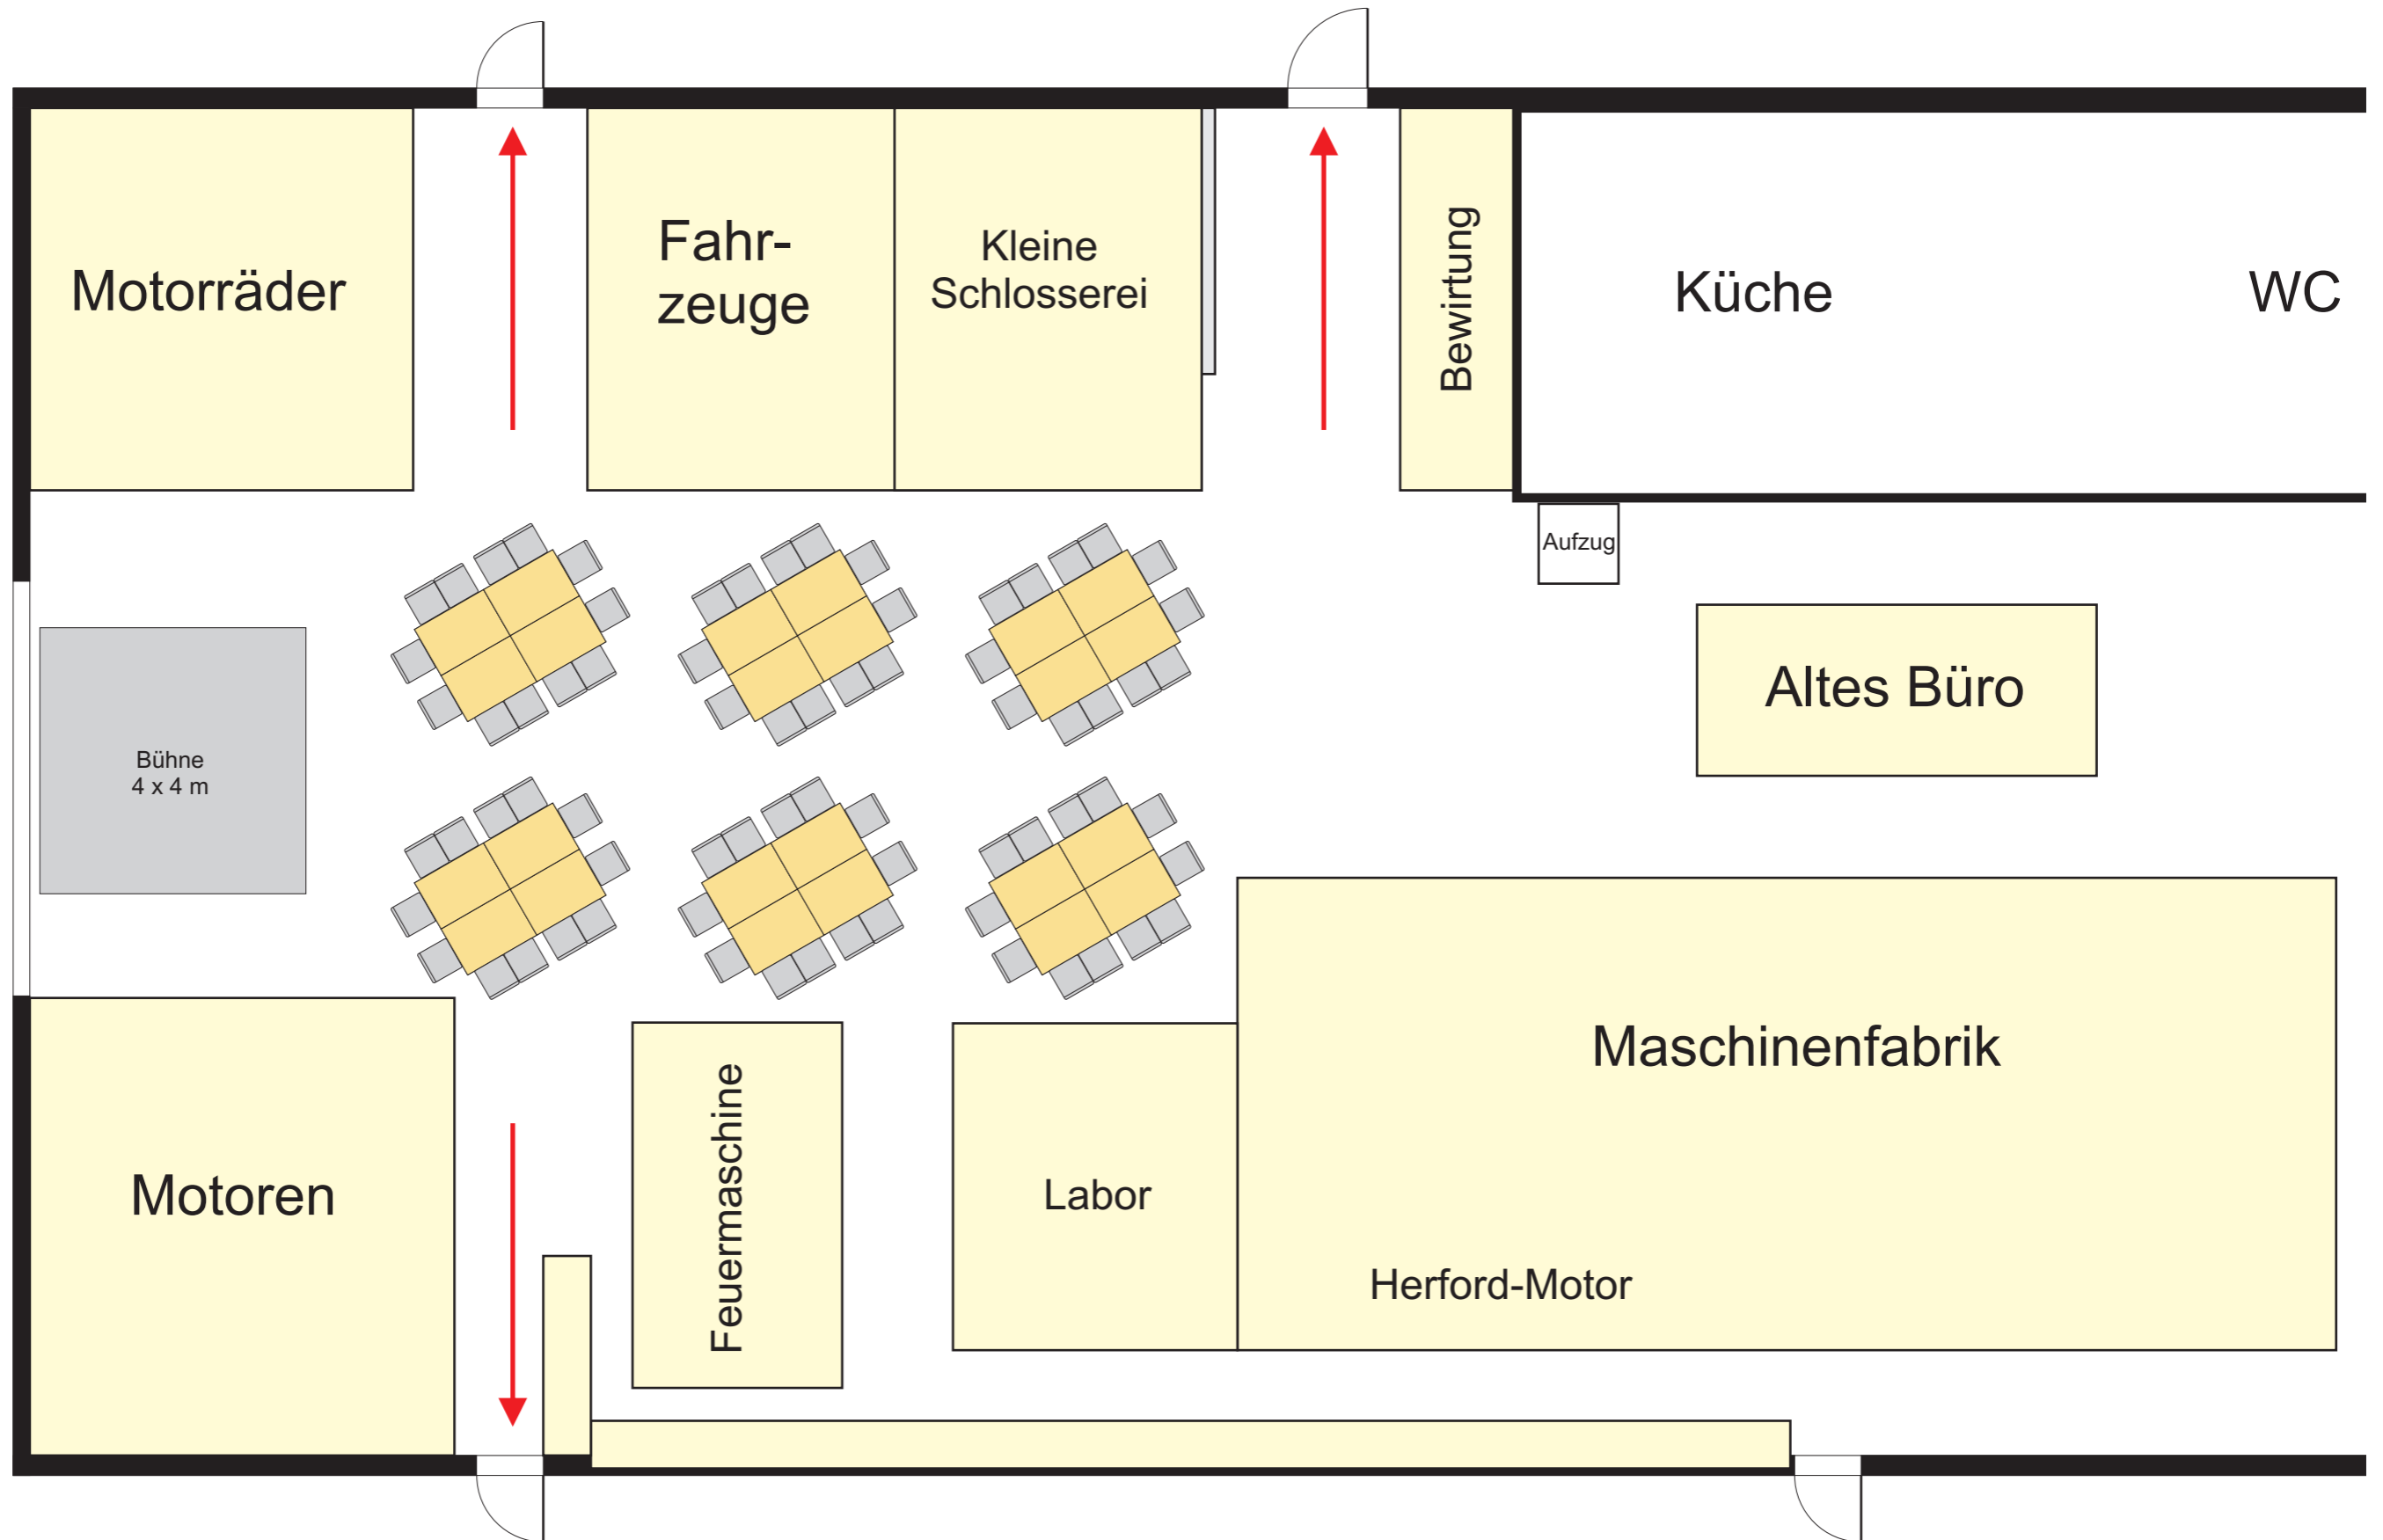 Motorräder
Fahr-
zeuge
Kleine
Schlosserei
Bewirtung
Küche
WC
Aufzug
Altes Büro
Bühne
4 x 4 m
Maschinenfabrik
Motoren
Feuermaschine
Labor
Herford-Motor